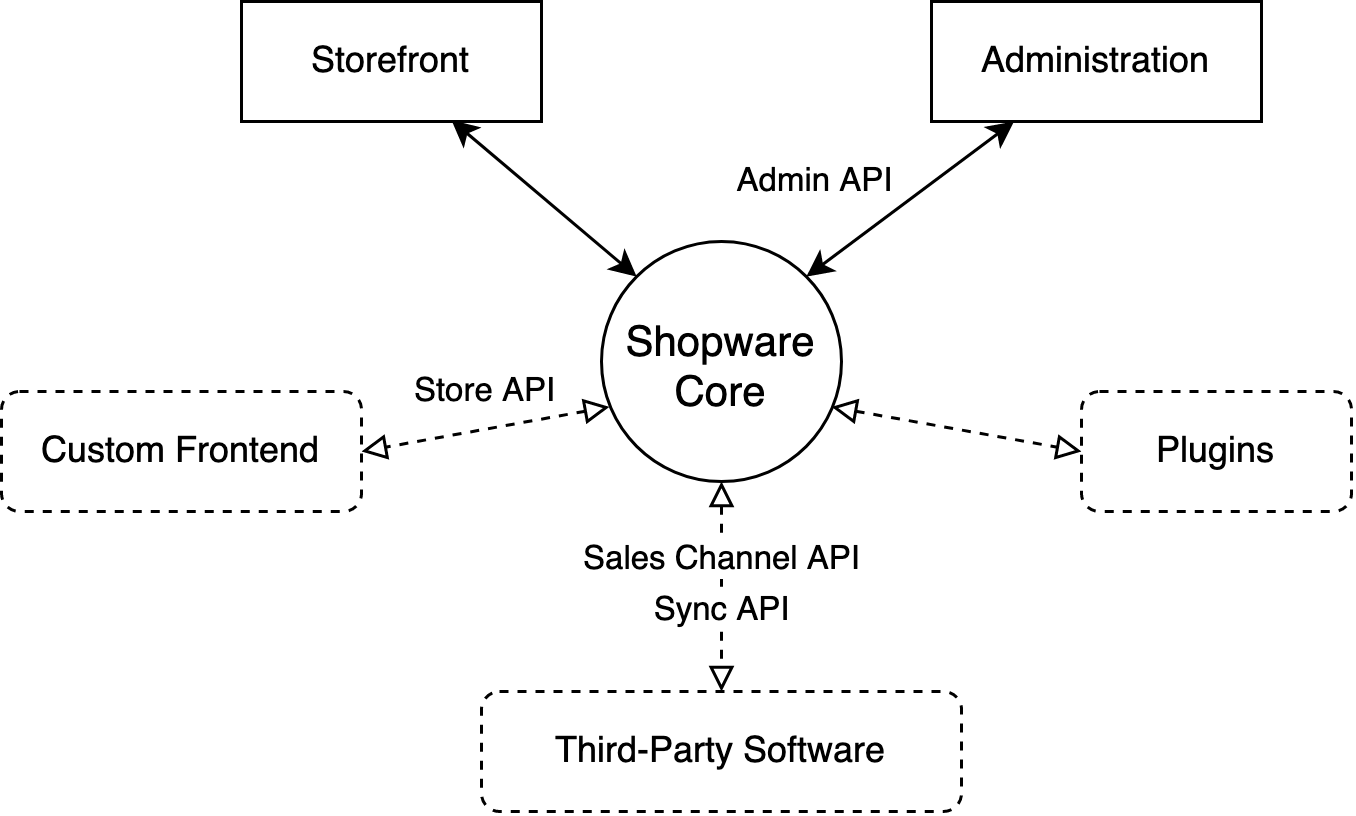 Storefront
Administration
Admin API
Shopware
Core
Store API
Custom Frontend
Plugins
Sales Channel API
Sync API
Third-Party Software